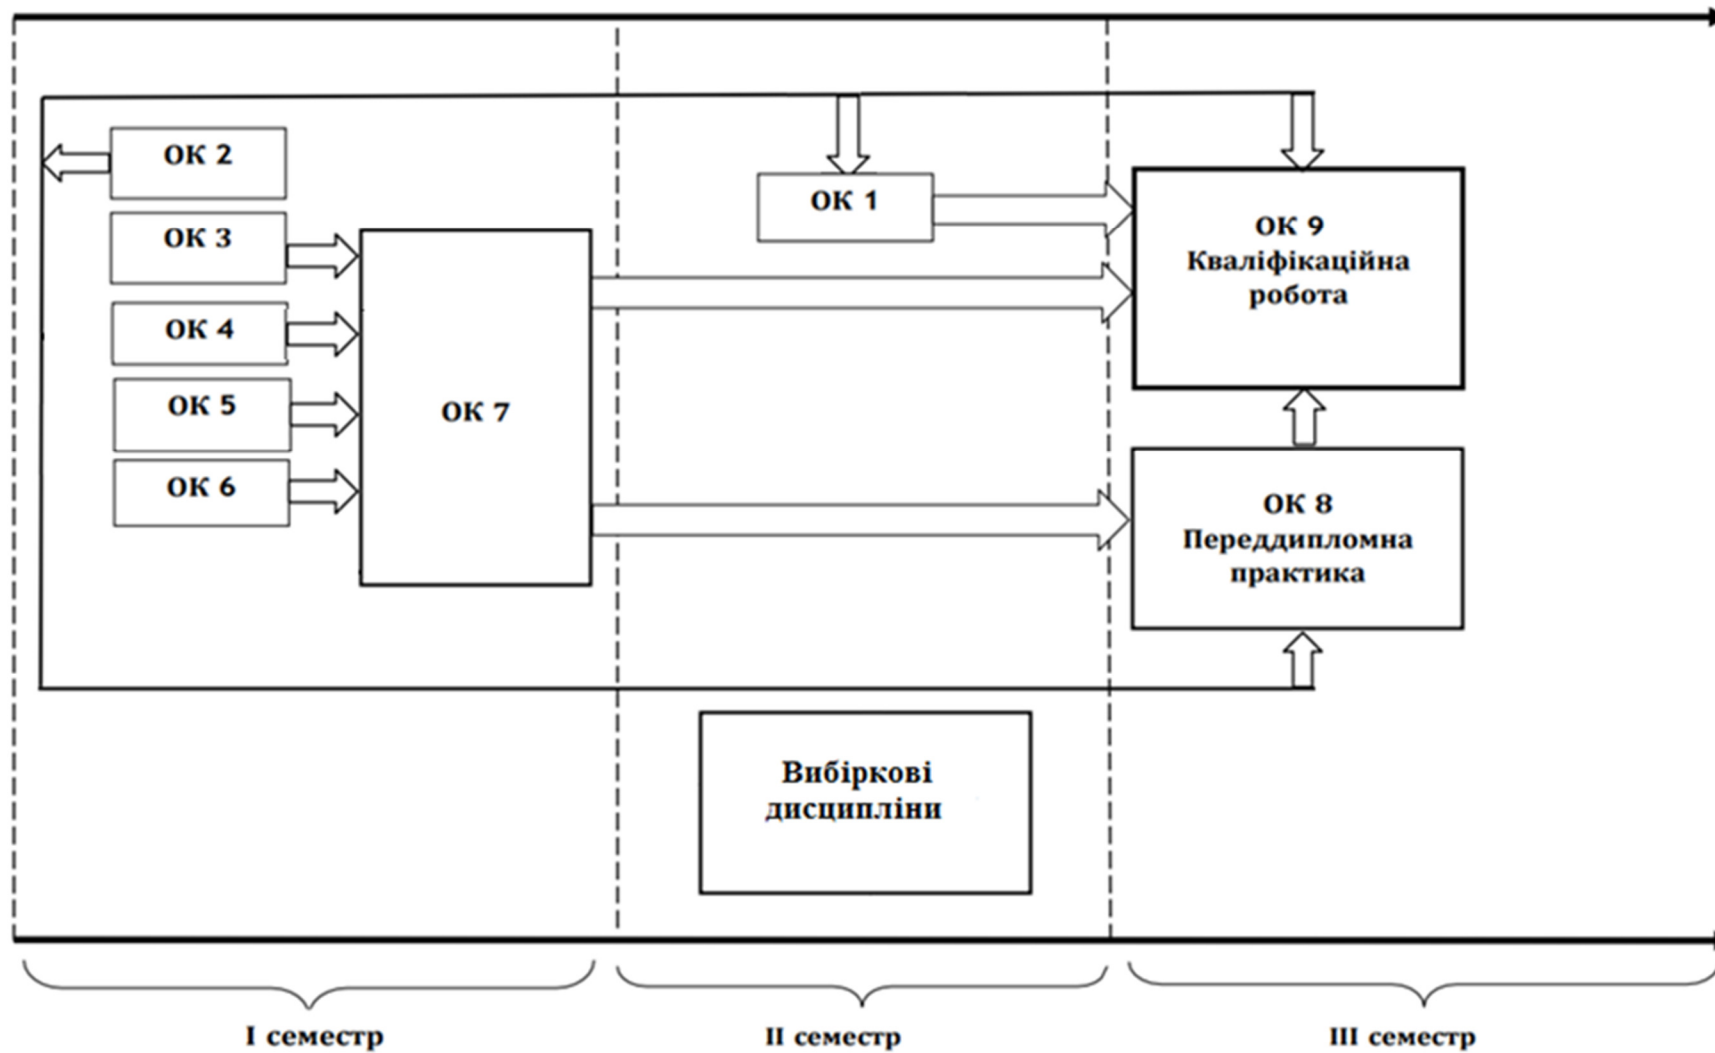 ОК 2
ОК 3
ОК 4
ОК 5
ОК 6
ОК 7
ОК 1
ОК 9
Кваліфікаційна
робота
ОК 8
Переддипломна
практика
Вибіркові
дисципліни
I семестр
II семестр
III семестр